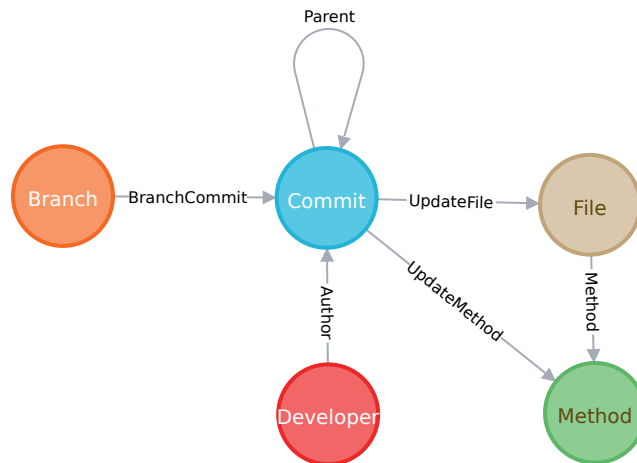 Parent
Branch
BranchCommit
Commit
UpdateFile
File
UpdateMethod
Author
Method
Developer
Method